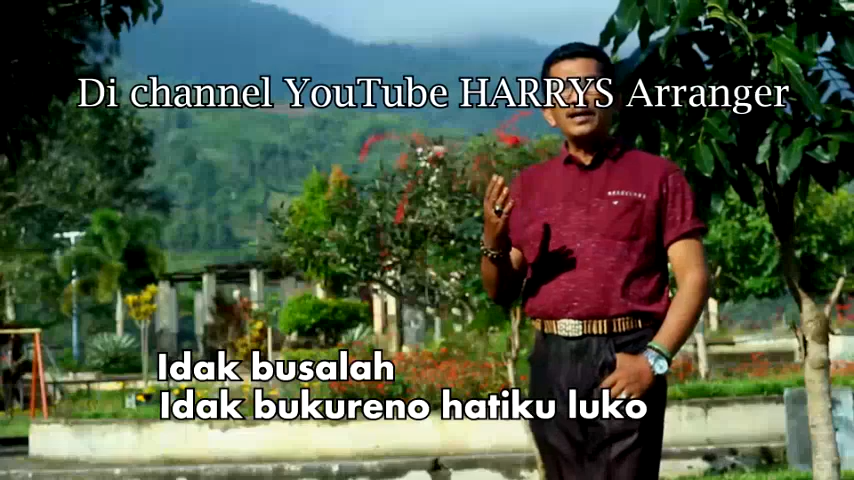 Di channel YouTube HARRYS Arranger
Idak busalah
Idak bukureno hatiku luko